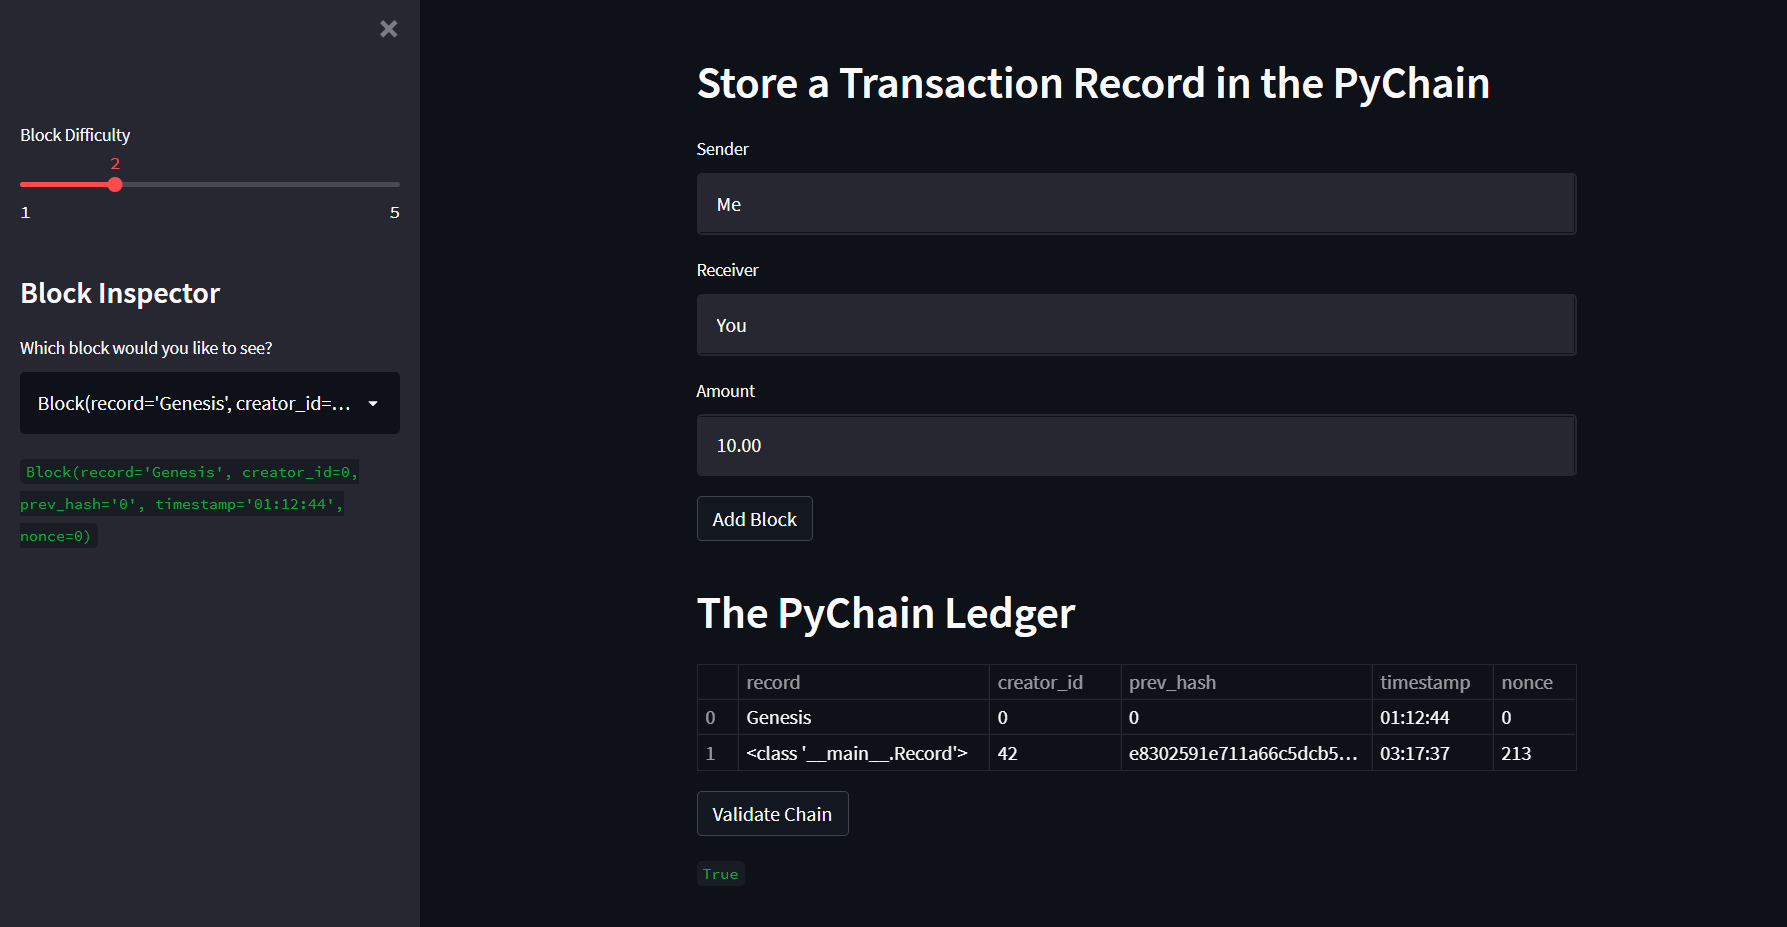 Block Difficulty
2
1 5
Block Inspector
Which block would you like to see?
Block(record='Genesis', creator_id=...
Block(record='Genesis', creator_id=0,
prev_hash='0', timestamp='01:12:44',
nonce=0)
Store a Transaction Record in the PyChain
Sender
Me
Receiver
You
Amount
10.00
Add Block
The PyChain Ledger
record creator_id prev_hash timestamp nonce
0 Genesis 0 0 01:12:44 0
1 <class '__main__.Record'> 42 e8302591e711a66c5dcb5... 03:17:37 213
Validate Chain
True